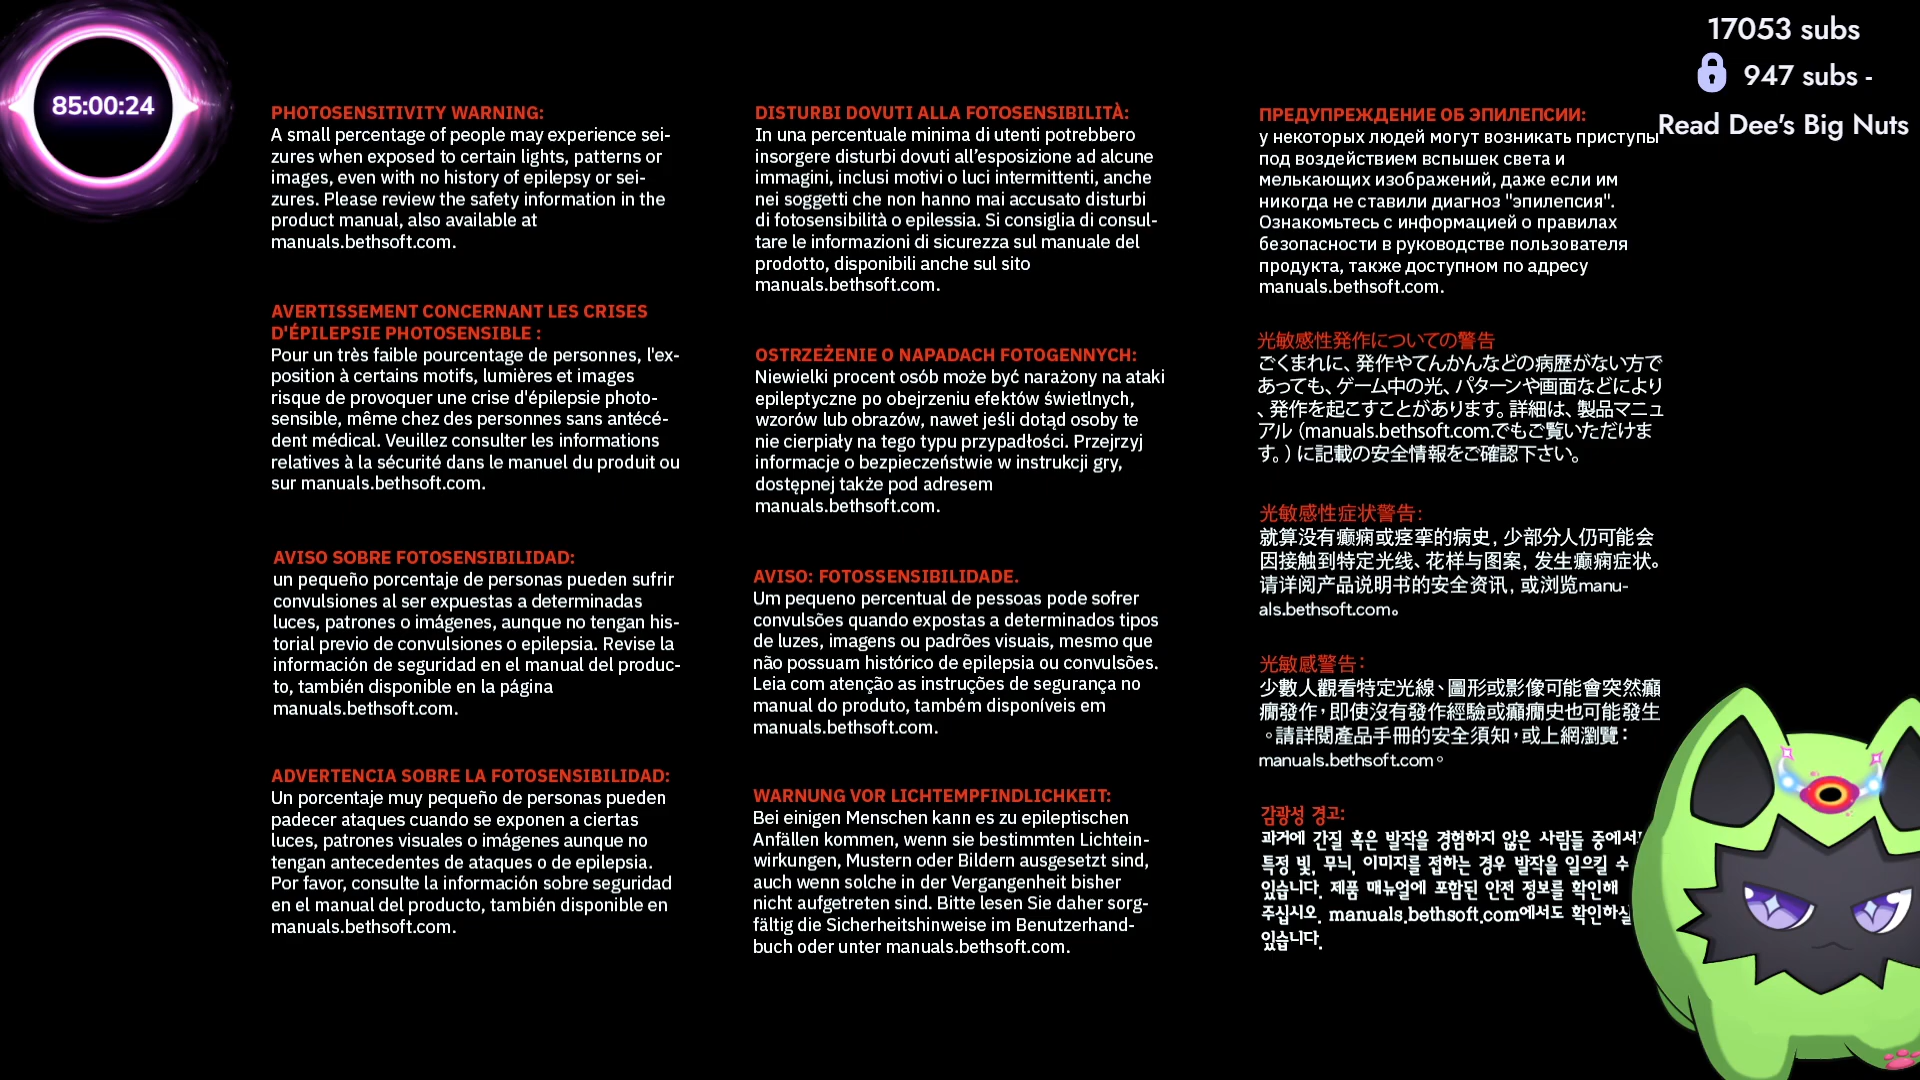 85:00:24
17053 subs
947 subs -
Read Dee's Big Nuts
PHOTOSENSITIVITY WARNING:
A small percentage of people may experience sei-
zures when exposed to certain lights, patterns or
images, even with no history of epilepsy or sei-
zures. Please review the safety information in the
product manual, also available at
manuals.bethsoft.com.
AVERTISSEMENT CONCERNANT LES CRISES
D'ÉPILEPSIE PHOTOSENSIBLE :
Pour un très faible pourcentage de personnes, l'ex-
position à certains motifs, lumières et images
risque de provoquer une crise d'épilepsie photo-
sensible, même chez des personnes sans antécé-
dent médical. Veuillez consulter les informations
relatives à la sécurité dans le manuel du produit ou
sur manuals.bethsoft.com.
AVISO SOBRE FOTOSENSIBILIDAD:
un pequeño porcentaje de personas pueden sufrir
convulsiones al ser expuestas a determinadas
luces, patrones o imágenes, aunque no tengan his-
torial previo de convulsiones o epilepsia. Revise la
información de seguridad en el manual del produc-
to, también disponible en la página
manuals.bethsoft.com.
ADVERTENCIA SOBRE LA FOTOSENSIBILIDAD:
Un porcentaje muy pequeño de personas pueden
padecer ataques cuando se exponen a ciertas
luces, patrones visuales o imágenes aunque no
tengan antecedentes de ataques o de epilepsia.
Por favor, consulte la información sobre seguridad
en el manual del producto, también disponible en
manuals.bethsoft.com.
DISTURBI DOVUTI ALLA FOTOSENSIBILITÀ:
In una percentuale minima di utenti potrebbero
insorgere disturbi dovuti all’esposizione ad alcune
immagini, inclusi motivi o luci intermittenti, anche
nei soggetti che non hanno mai accusato disturbi
di fotosensibilità o epilessia. Si consiglia di consul-
tare le informazioni di sicurezza sul manuale del
prodotto, disponibili anche sul sito
manuals.bethsoft.com.
OSTRZEŻENIE O NAPADACH FOTOGENNYCH:
Niewielki procent osób może być narażony na ataki
epileptyczne po obejrzeniu efektów świetlnych,
wzorów lub obrazów, nawet jeśli dotąd osoby te
nie cierpiały na tego typu przypadłości. Przejrzyj
informacje o bezpieczeństwie w instrukcji gry,
dostępnej także pod adresem
manuals.bethsoft.com.
AVISO: FOTOSSENSIBILIDADE.
Um pequeno percentual de pessoas pode sofrer
convulsões quando expostas a determinados tipos
de luzes, imagens ou padrões visuais, mesmo que
não possuam histórico de epilepsia ou convulsões.
Leia com atenção as instruções de segurança no
manual do produto, também disponíveis em
manuals.bethsoft.com.
WARNUNG VOR LICHTEMPFINDLICHKEIT:
Bei einigen Menschen kann es zu epileptischen
Anfällen kommen, wenn sie bestimmten Lichtein-
wirkungen, Mustern oder Bildern ausgesetzt sind,
auch wenn solche in der Vergangenheit bisher
nicht aufgetreten sind. Bitte lesen Sie daher sorg-
fältig die Sicherheitshinweise im Benutzerhand-
buch oder unter manuals.bethsoft.com.
ПРЕДУПРЕЖДЕНИЕ ОБ ЭПИЛЕПСИИ:
у некоторых людей могут возникать приступы
под воздействием вспышек света и
мелькающих изображений, даже если им
никогда не ставили диагноз "эпилепсия".
Ознакомьтесь с информацией о правилах
безопасности в руководстве пользователя
продукта, также доступном по адресу
manuals.bethsoft.com.
光敏感性発作についての警告
ごくまれに、発作やてんかんなどの病歴がない方で
あっても、ゲーム中の光、パターンや画面などにより
、発作を起こすことがあります。詳細は、製品マニュ
アル（manuals.bethsoft.com.でもご覧いただけま
す。）に記載の安全情報をご確認下さい。
光敏感性症状警告：
就算没有癫痫或痉挛的病史，少部分人仍可能会
因接触到特定光线、花样与图案，发生癫痫症状。
请详阅产品说明书的安全资讯，或浏览manu-
als.bethsoft.com。
光敏感警告：
少數人觀看特定光線、圖形或影像可能會突然癲
癇發作，即使沒有發作經驗或癲癇史也可能發生
。請詳閱產品手冊的安全須知，或上網瀏覽：
manuals.bethsoft.com。
감광성 경고:
과거에 간질 혹은 발작을 경험하지 않은 사람들
특정 빛, 무늬, 이미지를 접하는 경우 발작을 일으킬 수
있습니다. 제품 매뉴얼에 포함된 안전 정보를 확인해
주십시오. manuals.bethsoft.com에서도
있습니다.